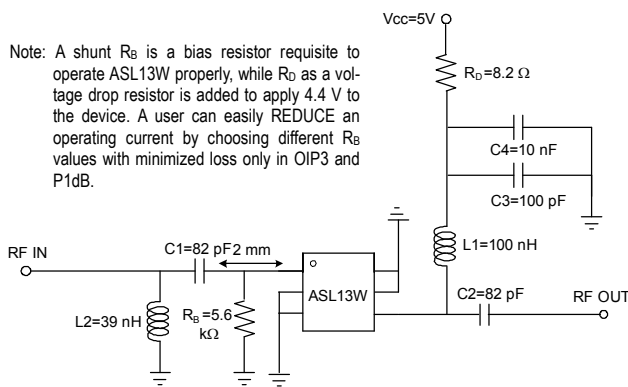 Vcc=5V
Note: A shunt RB is a bias resistor requisite to
operate ASL13W properly, while RD as a vol-
tage drop resistor is added to apply 4.4 V to
the device. A user can easily REDUCE an
operating current by choosing different RB
values with minimized loss only in OIP3 and
P1dB.
RD=8.2 Ω
C4=10 nF
C3=100 pF
RF IN
C1=82 pF
2 mm
L1=100 nH
ASL13W
C2=82 pF
RF OUT
L2=39 nH
RB=5.6
kΩ